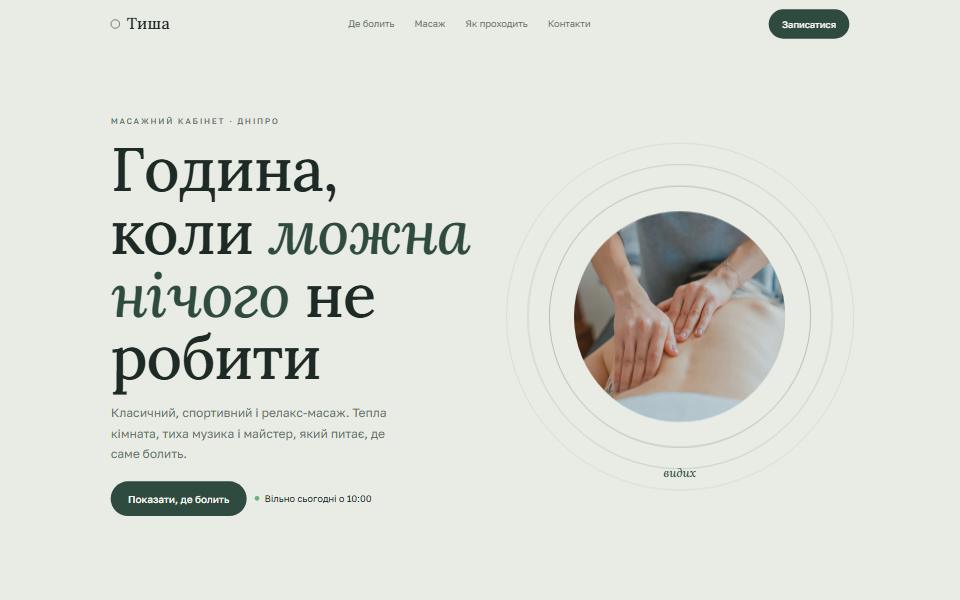 Тиша
Де болить
Масаж
Як проходить
Контакти
Записатися
МАСАЖНИЙ КАБІНЕТ · ДНІПРО
Година,
коли можна
нічого не
робити
Класичний, спортивний і релакс-масаж. Тепла
кімната, тиха музика і майстер, який питає, де
саме болить.
Показати, де болить
Вільно сьогодні о 10:00
видих